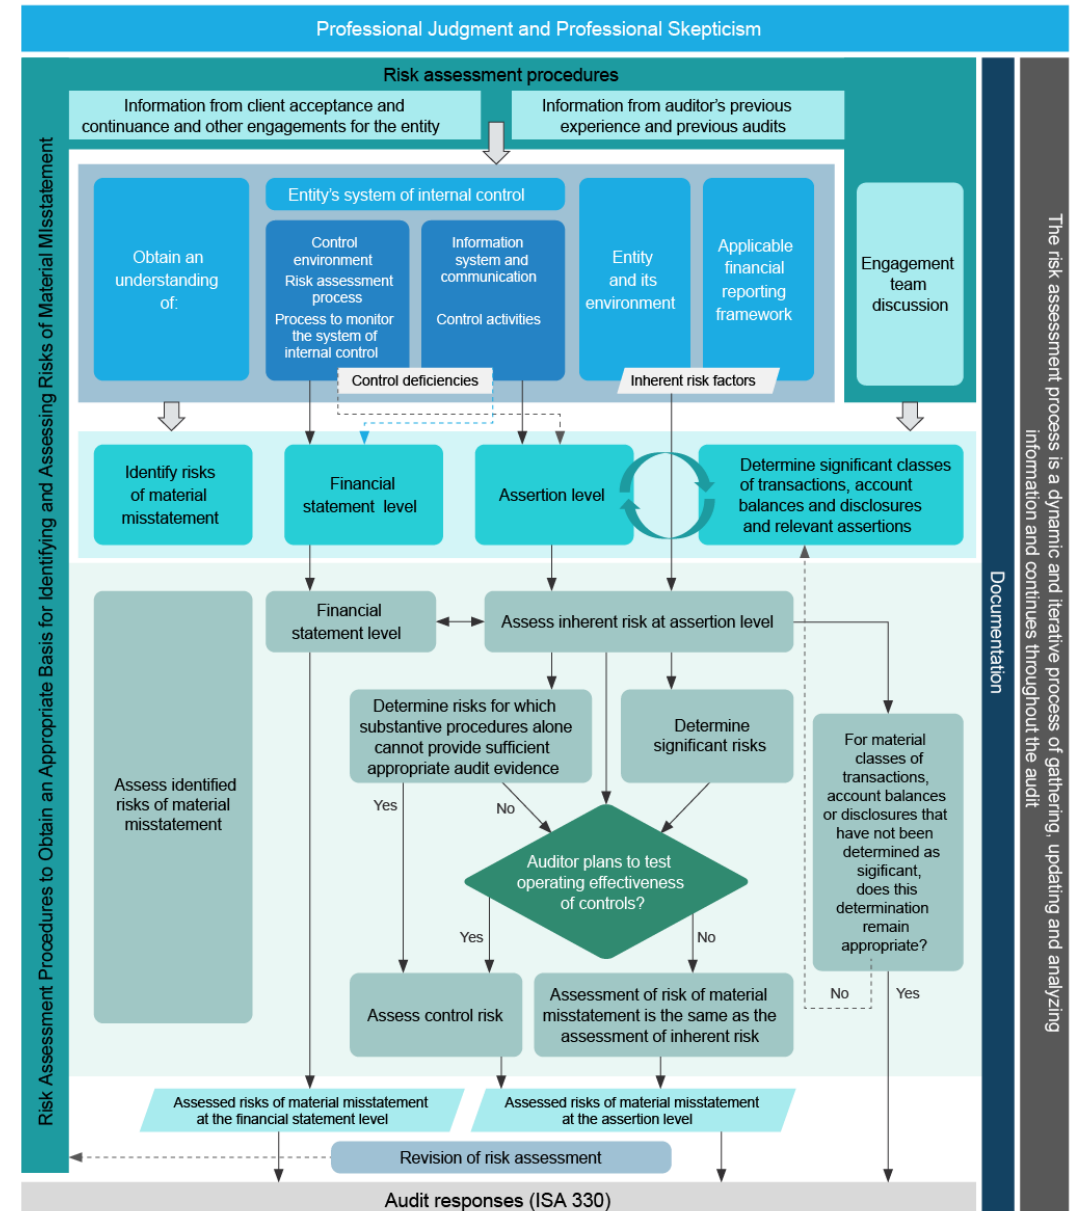 Professional Judgment and Professional Skepticism
Risk Assessment Procedures to Obtain an Appropriate Basis for Identifying and Assessing Risks of Material MIsstatement
Risk assessment procedures
Information from client acceptance and
continuance and other engagements for the entity
Information from auditor's previous
experience and previous audits
Obtain an
understanding
of:
Entity's system of internal control
Control
environment
Risk assessment
process
Process to monitor
the system of
internal control
Information
system and
communication
Control activities
Entity
and its
environment
Applicable
financial
reporting
framework
Engagement
team
discussion
Control deficiencies
Inherent risk factors
Identify risks
of material
misstatement
Financial
statement level
Assertion level
Determine significant classes
of transactions, account
balances and disclosures
and relevant assertions
Assess identified
risks of material
misstatement
Financial
statement level
Assess inherent risk at assertion level
Determine risks for which
substantive procedures alone
cannot provide sufficient
appropriate audit evidence
Determine
significant risks
For material
classes of
transactions,
account balances
or disclosures that
have not been
determined as
sigificant,
does this
determination
remain
appropriate?
Yes
No
Auditor plans to test
operating effectiveness
of controls?
Yes
No
Assess control risk
Assessment of risk of material
misstatement is the same as the
assessment of inherent risk
No
Yes
Assessed risks of material misstatement
at the financial statement level
Assessed risks of material misstatement
at the assertion level
Revision of risk assessment
Audit responses (ISA 330)
Documentation
The risk assessment process is a dynamic and iterative process of gathering, updating and analyzing
information and continues throughout the audit